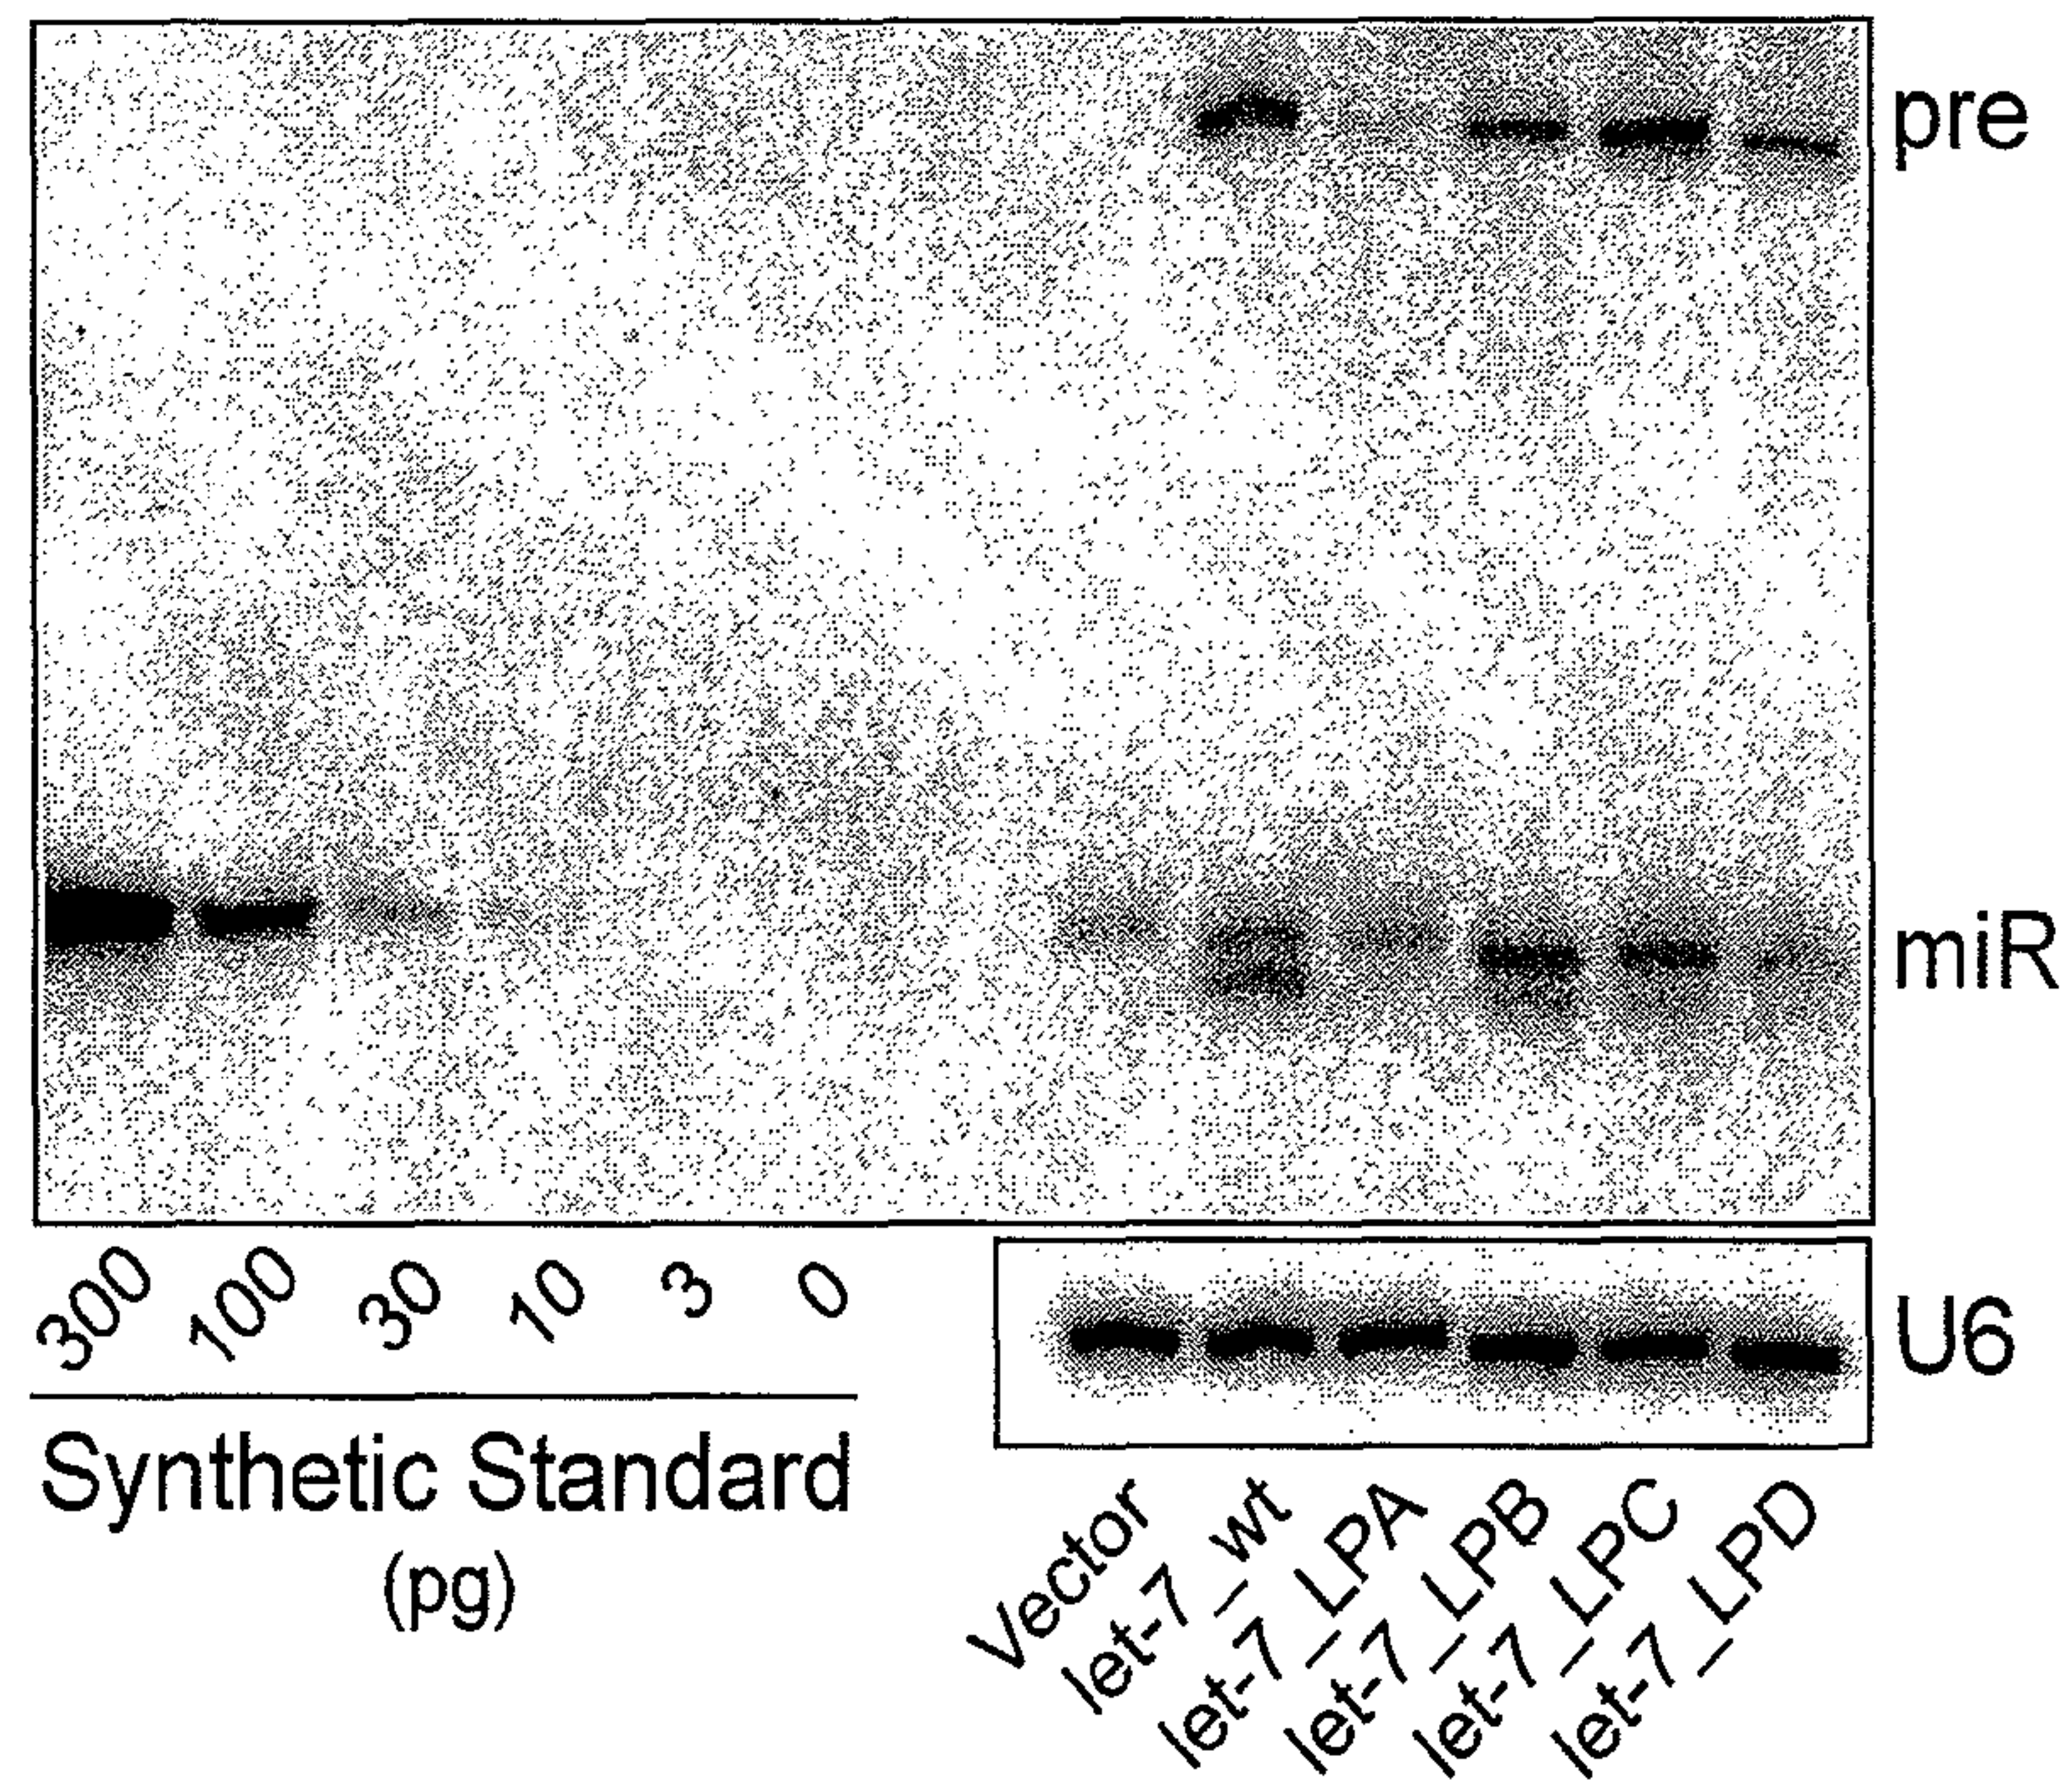 pre
miR
300 100 30 10 3 0
Synthetic Standard
(pg)
U6
Vector
let-7_wt
let-7_LPA
let-7_LPB
let-7_LPC
let-7_LPD